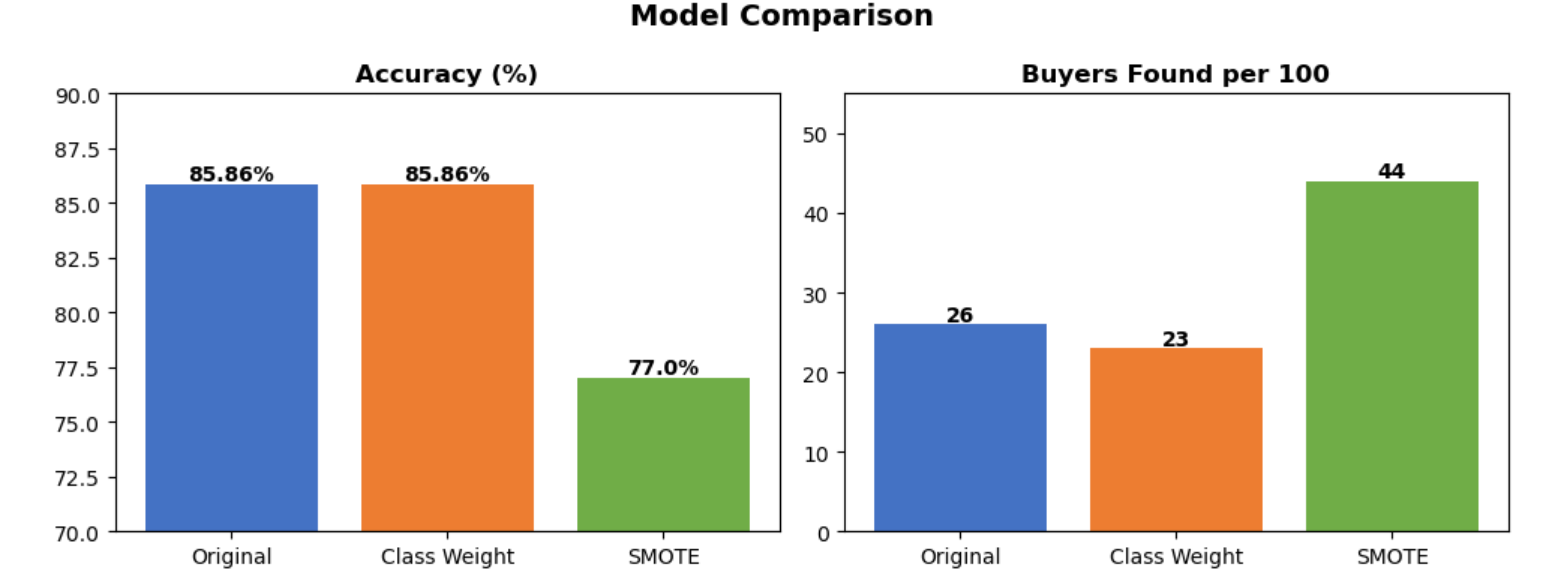 Model Comparison
Accuracy (%)
90.0
87.5
85.0
82.5
80.0
77.5
75.0
72.5
70.0
85.86%
85.86%
77.0%
Original
Class Weight
SMOTE
Buyers Found per 100
50
40
30
20
10
0
26
23
44
Original
Class Weight
SMOTE